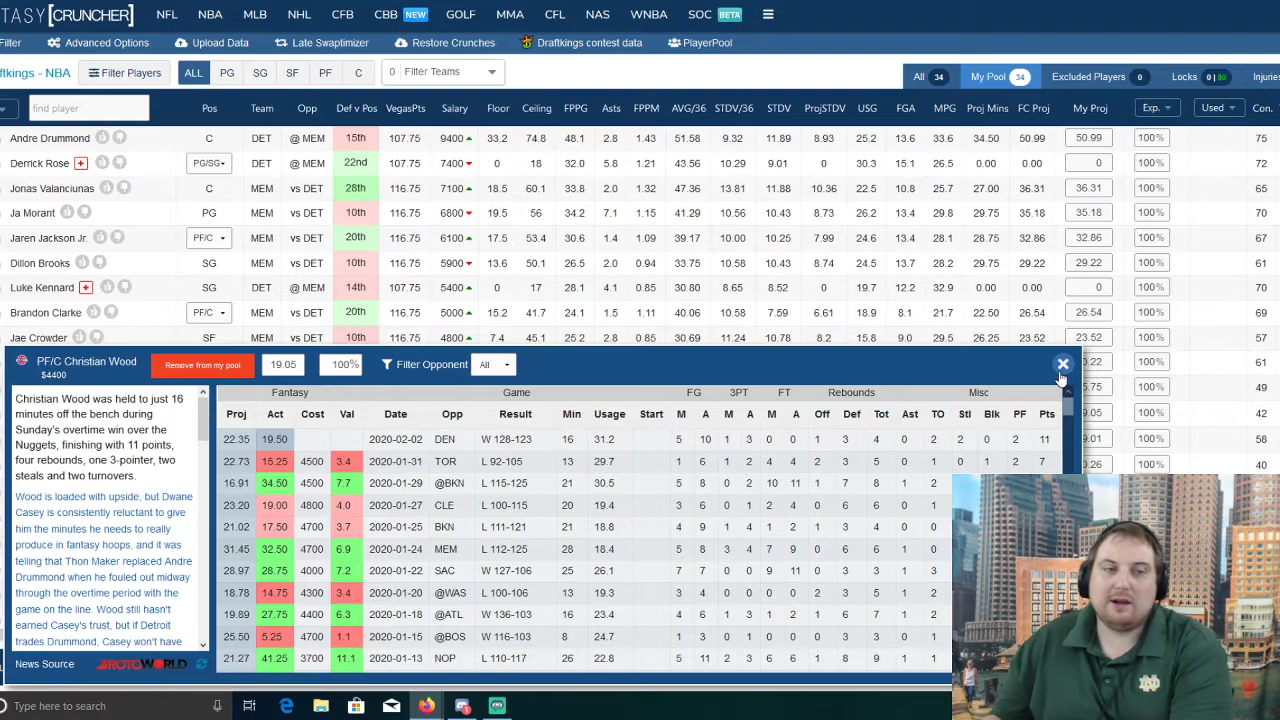 TASY[CRUNCHER] NFL NBA MLB NHL CFB CBB NEW GOLF MMA CFL NAS WNBA SOC BETA
Filter Advanced Options Upload Data Late Swaptimizer Restore Crunches Draftkings contest data PlayerPool
ftkings - NBA Filter Players ALL PG SG SF PF C 0 Filter Teams All 34 My Pool 34 Excluded Players 0 Locks 0 | $0 Injuries
find player Pos Team Opp Def v Pos VegasPts Salary Floor Ceiling FPPG Asts FPPM AVG/36 STDV/36 STDV ProjSTDV USG FGA MPG Proj Mins FC Proj My Proj Exp. Used Con.
Andre Drummond C DET @ MEM 15th 107.75 9400 33.2 74.8 48.1 2.8 1.43 51.58 9.32 11.89 8.93 25.2 13.6 33.6 34.50 50.99 50.99 100% 75
Derrick Rose PG/SG DET @ MEM 22nd 107.75 7400 0 18 32.0 5.8 1.21 43.56 10.29 9.01 0 30.3 15.1 26.5 0.00 0.00 0 100% 72
Jonas Valanciunas C MEM vs DET 28th 116.75 7100 18.5 60.1 33.8 2.0 1.32 47.36 13.81 11.88 10.36 22.5 10.8 25.7 27.00 36.31 36.31 100% 65
Ja Morant PG MEM vs DET 10th 116.75 6800 19.5 56 34.2 7.1 1.15 41.29 10.56 10.43 8.73 26.2 13.4 29.8 29.75 35.18 35.18 100% 70
Jaren Jackson Jr. PF/C MEM vs DET 20th 116.75 6100 17.5 53.4 30.6 1.4 1.09 39.17 10.00 10.25 7.99 24.6 13.4 28.1 28.75 32.86 32.86 100% 67
Dillon Brooks SG MEM vs DET 10th 116.75 5900 13.6 50.1 26.5 2.0 0.94 33.75 10.58 10.43 8.74 24.5 13.7 28.2 28.75 29.22 29.22 100% 61
Luke Kennard SG DET @ MEM 14th 107.75 5400 0 17 28.1 4.1 0.85 30.80 8.65 8.52 0 19.7 12.2 32.9 0.00 0.00 0 100% 70
Brandon Clarke PF/C MEM vs DET 20th 116.75 5000 15.2 41.7 24.1 1.5 1.11 40.06 10.58 7.59 6.61 18.9 8.1 21.7 22.50 26.54 26.54 100% 60
Jae Crowder SF MEM vs DET 10th 116.75 4800 7.4 45.1 25.2 2.8 0.85 30.69 11.24 10.78 8.2 15.8 9.0 29.5 29.00 23.52 23.52 100% 67
PF/C Christian Wood Remove from my pool 19.05 100% Filter Opponent All 0.22 100% 61
$4400
5.75 100% 49
Christian Wood was held to just 16
minutes off the bench during
Sunday's overtime win over the
Nuggets, finishing with 11 points,
four rebounds, one 3-pointer, two
steals and two turnovers.
Wood is loaded with upside, but Dwane
Casey is consistently reluctant to give
him the minutes he needs to really
produce in fantasy hoops, and it was
telling that Thon Maker replaced Andre
Drummond when he fouled out midway
through the overtime period with the
game on the line. Wood still hasn't
earned Casey's trust, but if Detroit
trades Drummond, Casey won't have
News Source ROTOWORLD
Fantasy Game FG 3PT FT Rebounds Misc
Proj Act Cost Val Date Opp Result Min Usage Start M A M A M A Off Def Tot Ast TO Stl Blk PF Pts
22.35 19.50 2020-02-02 DEN W 128-123 16 31.2 5 10 1 3 0 0 1 3 4 0 2 2 0 2 11
22.73 15.25 4500 3.4 2020-01-31 TOR L 92-105 13 29.7 1 6 1 4 4 4 2 3 5 0 1 0 1 2 7
16.91 34.50 4500 7.7 2020-01-29 @BKN L 115-125 21 30.5 5 8 0 2 10 11 1 7 8 1
23.20 19.00 4800 4.0 2020-01-27 CLE L 100-115 20 19.4 3 6 0 1 2 4 0 6 6 0 0
21.02 17.50 4700 3.7 2020-01-25 BKN L 111-121 21 18.8 4 9 1 4 1 2 1 3 4 0 0
31.45 32.50 4700 6.9 2020-01-24 MEM L 112-125 28 18.4 5 8 3 4 9 0 6 6 1 0
28.97 28.75 4000 7.2 2020-01-22 SAC W 127-106 25 26.1 7 7 0 0 9 11 0 5 5 1 2
18.78 14.75 4300 3.4 2020-01-20 @WAS L 100-106 13 19.3 3 4 0 0 0 0 2 3 5 0 1
19.89 27.75 4400 6.3 2020-01-18 @ATL W 136-103 16 23.4 4 6 1 3 1 2 1 6 7 1 2
25.50 5.25 4700 1.1 2020-01-15 @BOS W 116-103 8 24.7 1 3 0 1 0 0 0 1 1 0 1
21.27 41.25 3700 11.1 2020-01-13 NOP L 110-117 26 22.8 5 11 2 3 6 6 1 8 9 1 0
9.05
9.01 58
0.26 100% 40
Type here to search